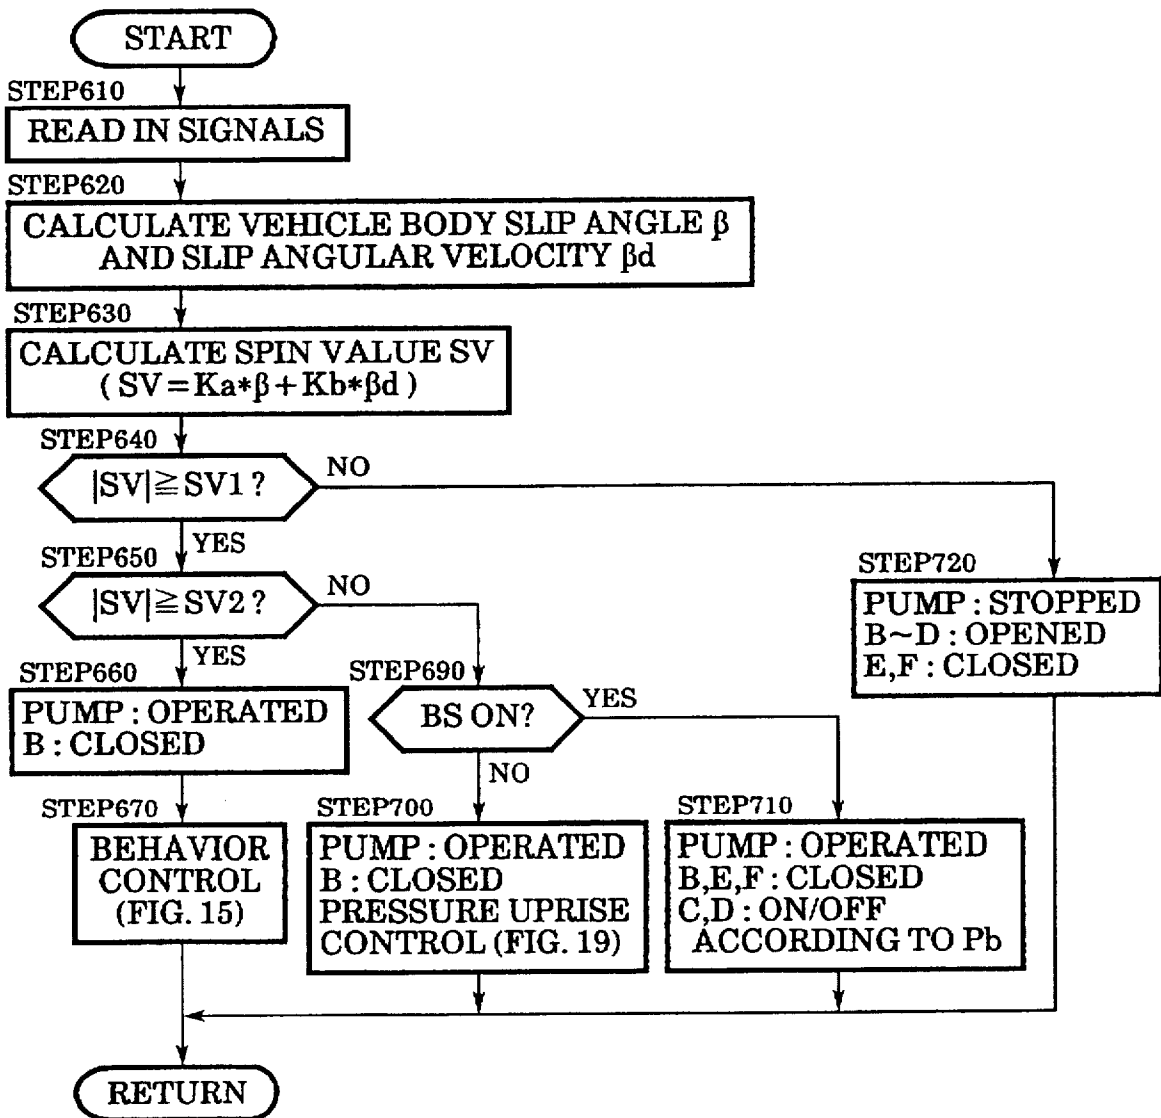 START
STEP610
READ IN SIGNALS
STEP620
CALCULATE VEHICLE BODY SLIP ANGLE β
AND SLIP ANGULAR VELOCITY βd
STEP630
CALCULATE SPIN VALUE SV
( SV = Ka*β + Kb*βd )
STEP640
|SV| ≧ SV1 ?
NO
YES
STEP650
|SV| ≧ SV2 ?
NO
YES
STEP720
PUMP : STOPPED
B~D : OPENED
E,F : CLOSED
STEP660
PUMP : OPERATED
B : CLOSED
STEP690
BS ON?
YES
NO
STEP670
BEHAVIOR
CONTROL
(FIG. 15)
STEP700
PUMP : OPERATED
B : CLOSED
PRESSURE UPRISE
CONTROL (FIG. 19)
STEP710
PUMP : OPERATED
B,E,F : CLOSED
C,D : ON/OFF
ACCORDING TO Pb
RETURN